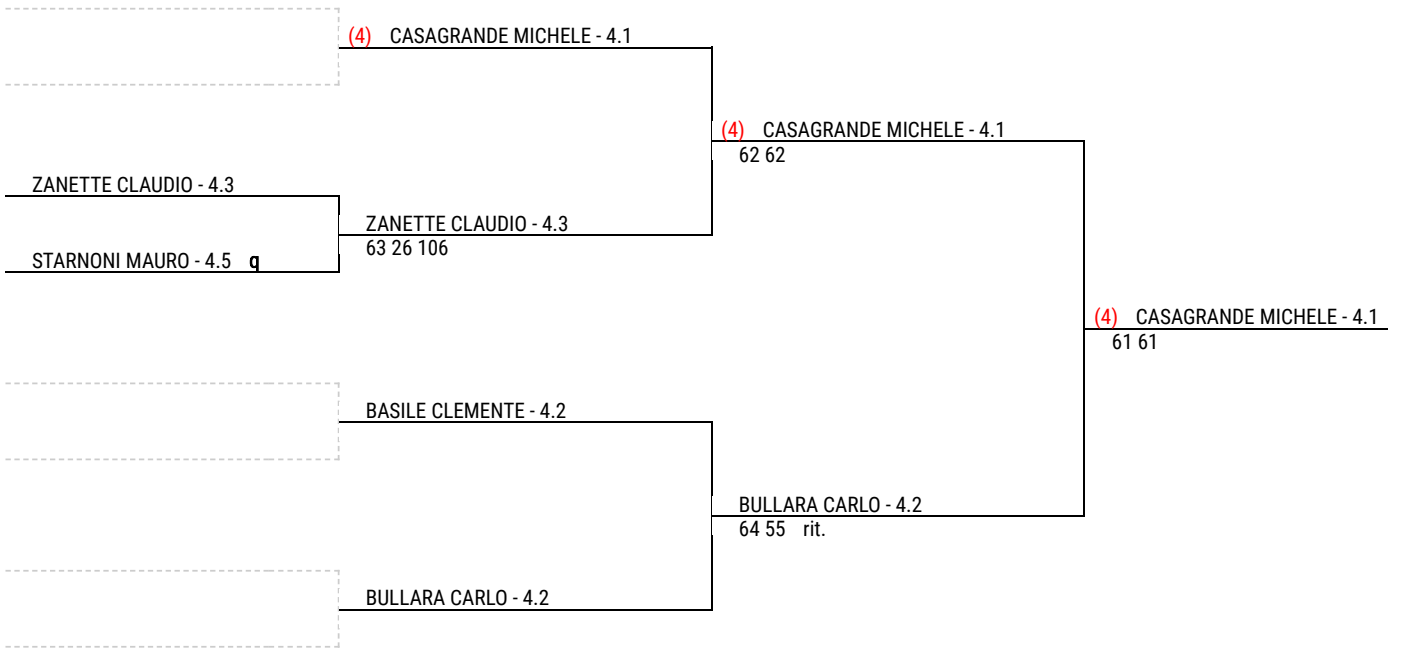 (4) CASAGRANDE MICHELE - 4.1
(4) CASAGRANDE MICHELE - 4.1
62 62
ZANETTE CLAUDIO - 4.3
ZANETTE CLAUDIO - 4.3
63 26 106
STARNONI MAURO - 4.5 q
(4) CASAGRANDE MICHELE - 4.1
61 61
BASILE CLEMENTE - 4.2
BULLARA CARLO - 4.2
64 55 rit.
BULLARA CARLO - 4.2